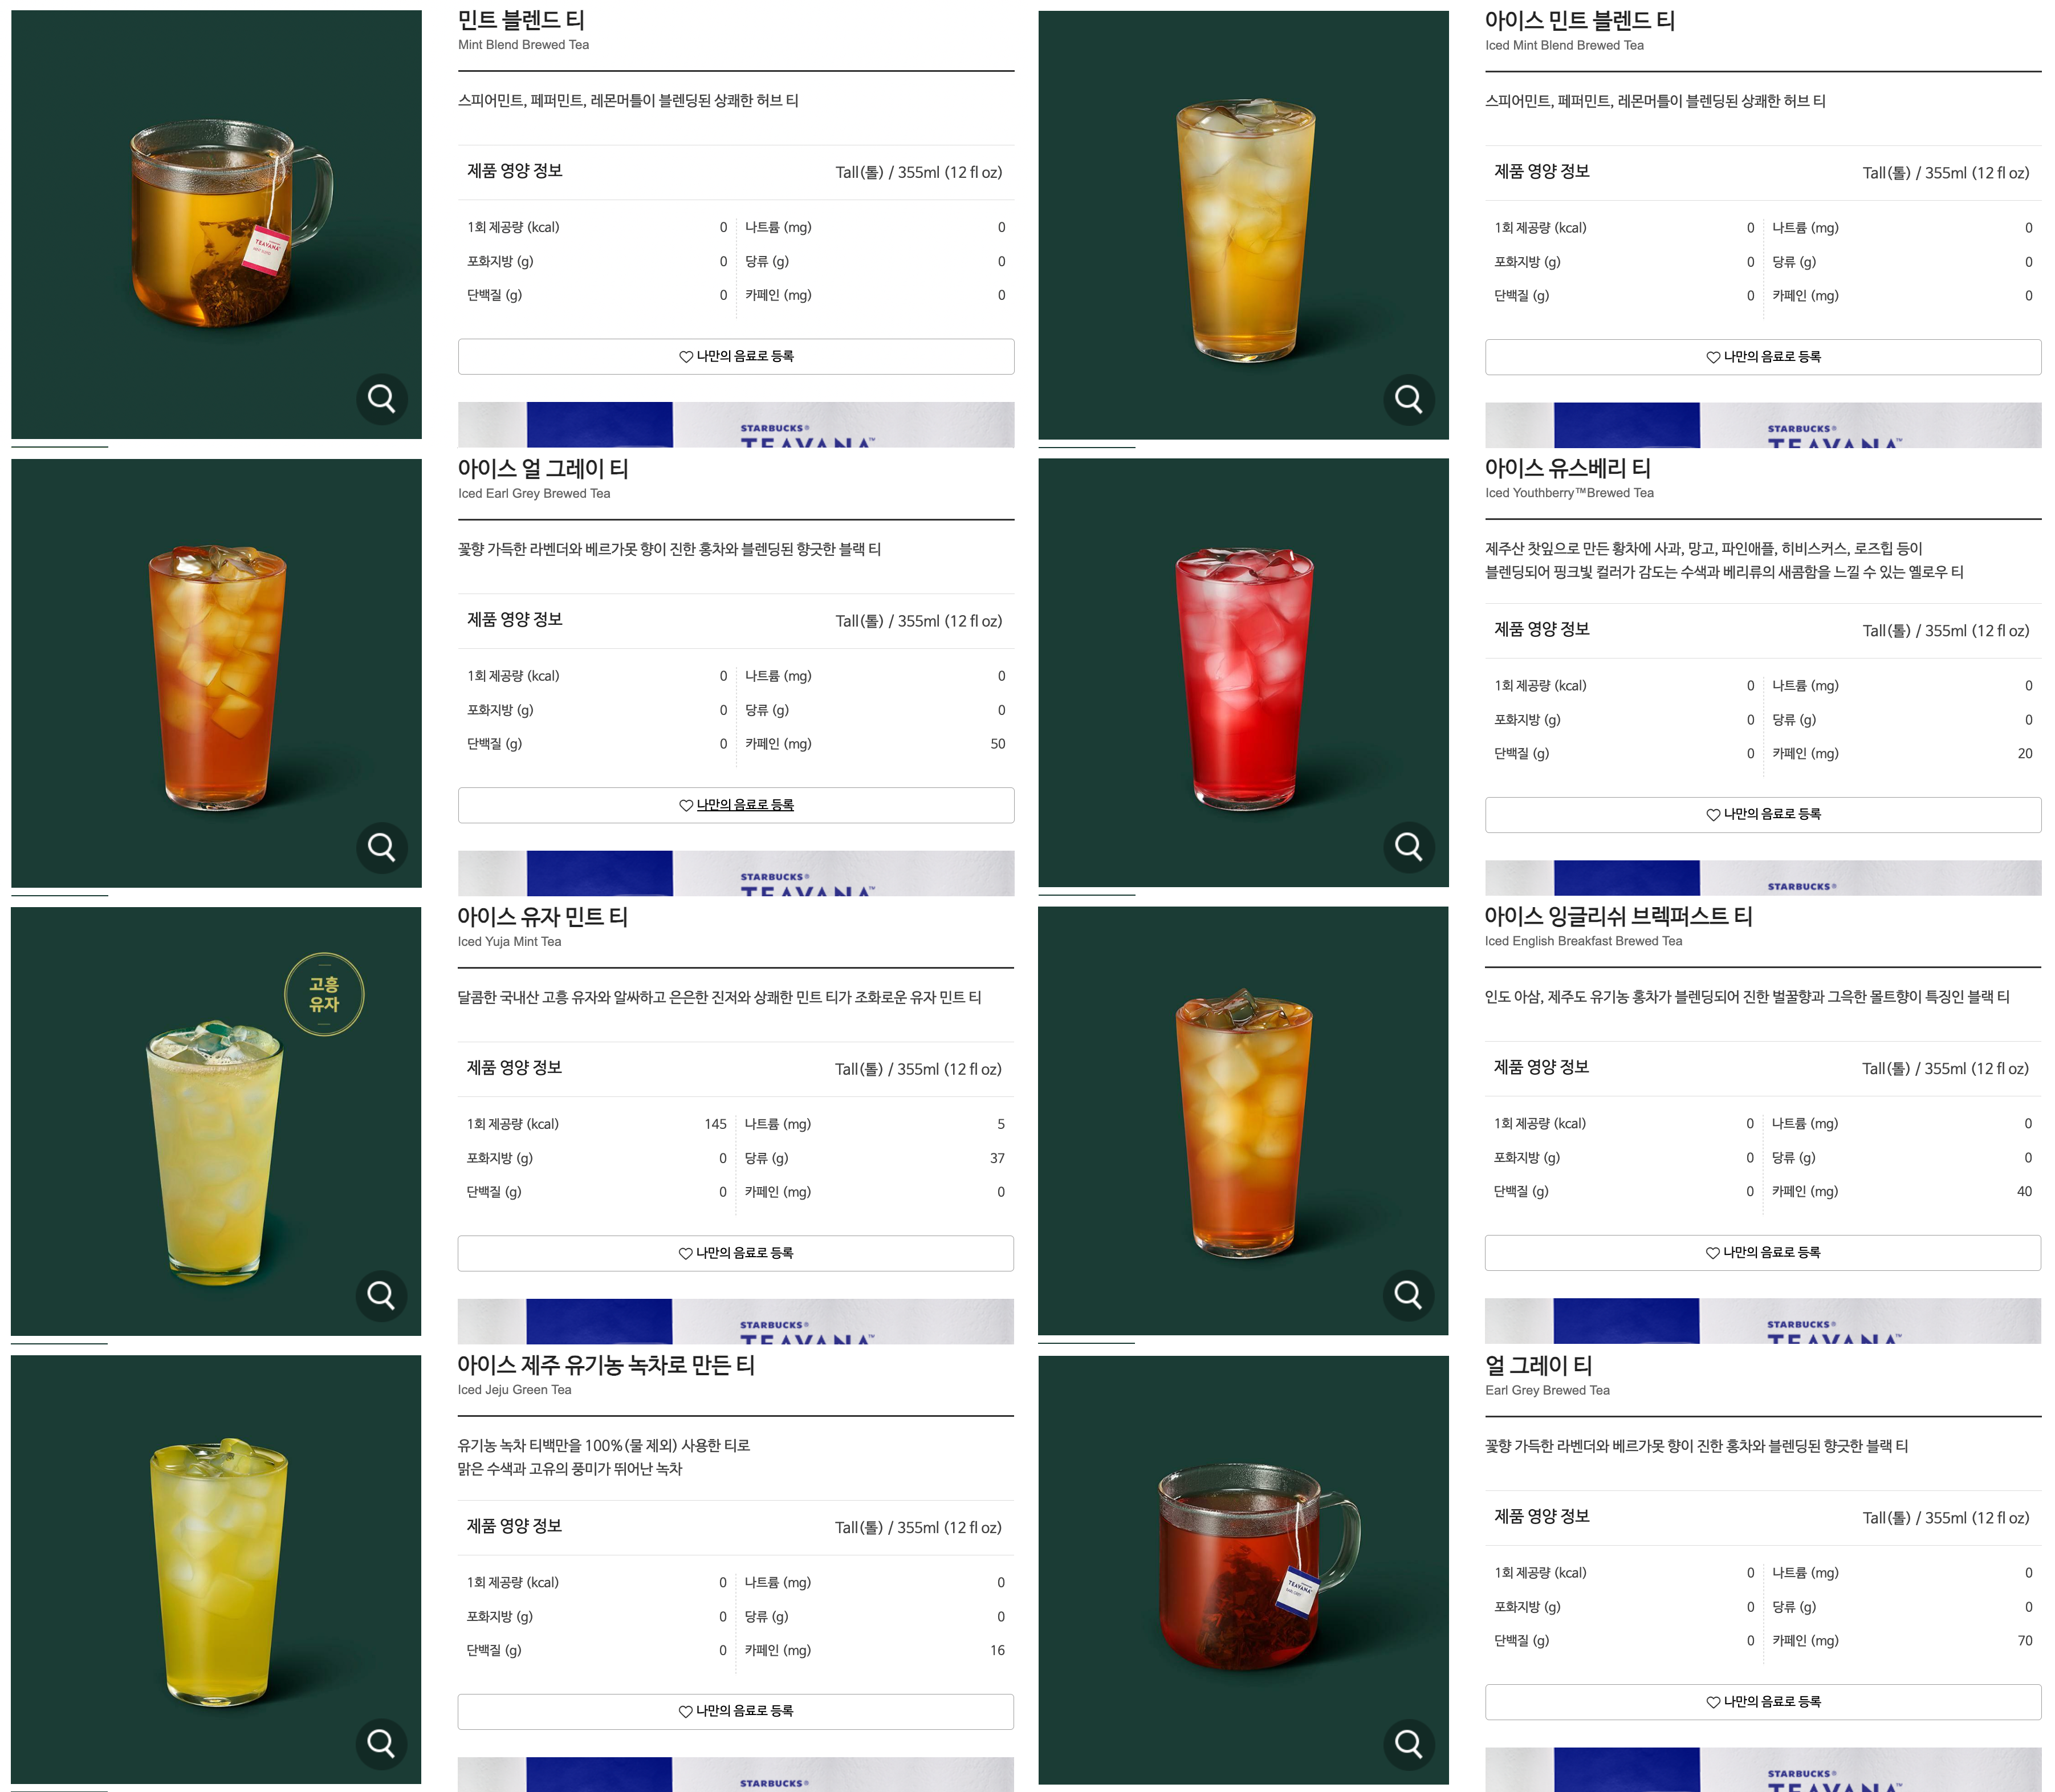 민트 블렌드 티
Mint Blend Brewed Tea
스피어민트, 페퍼민트, 레몬머틀이 블렌딩된 상쾌한 허브 티
제품 영양 정보 Tall(톨) / 355ml (12 fl oz)
1회 제공량 (kcal) 0 나트륨 (mg) 0
포화지방 (g) 0 당류 (g) 0
단백질 (g) 0 카페인 (mg) 0
나만의 음료로 등록
STARBUCKS®
TEAVANA™
TEAVANA
아이스 민트 블렌드 티
Iced Mint Blend Brewed Tea
스피어민트, 페퍼민트, 레몬머틀이 블렌딩된 상쾌한 허브 티
제품 영양 정보 Tall(톨) / 355ml (12 fl oz)
1회 제공량 (kcal) 0 나트륨 (mg) 0
포화지방 (g) 0 당류 (g) 0
단백질 (g) 0 카페인 (mg) 0
나만의 음료로 등록
STARBUCKS®
TEAVANA™
아이스 얼 그레이 티
Iced Earl Grey Brewed Tea
꽃향 가득한 라벤더와 베르가못 향이 진한 홍차와 블렌딩된 향긋한 블랙 티
제품 영양 정보 Tall(톨) / 355ml (12 fl oz)
1회 제공량 (kcal) 0 나트륨 (mg) 0
포화지방 (g) 0 당류 (g) 0
단백질 (g) 0 카페인 (mg) 50
나만의 음료로 등록
STARBUCKS®
TEAVANA™
아이스 유스베리 티
Iced Youthberry™Brewed Tea
제주산 찻잎으로 만든 황차에 사과, 망고, 파인애플, 히비스커스, 로즈힙 등이
블렌딩되어 핑크빛 컬러가 감도는 수색과 베리류의 새콤함을 느낄 수 있는 옐로우 티
제품 영양 정보 Tall(톨) / 355ml (12 fl oz)
1회 제공량 (kcal) 0 나트륨 (mg) 0
포화지방 (g) 0 당류 (g) 0
단백질 (g) 0 카페인 (mg) 20
나만의 음료로 등록
STARBUCKS®
고흥
유자
아이스 유자 민트 티
Iced Yuja Mint Tea
달콤한 국내산 고흥 유자와 알싸하고 은은한 진저와 상쾌한 민트 티가 조화로운 유자 민트 티
제품 영양 정보 Tall(톨) / 355ml (12 fl oz)
1회 제공량 (kcal) 145 나트륨 (mg) 5
포화지방 (g) 0 당류 (g) 37
단백질 (g) 0 카페인 (mg) 0
나만의 음료로 등록
STARBUCKS®
TEAVANA™
아이스 잉글리쉬 브렉퍼스트 티
Iced English Breakfast Brewed Tea
인도 아삼, 제주도 유기농 홍차가 블렌딩되어 진한 벌꿀향과 그윽한 몰트향이 특징인 블랙 티
제품 영양 정보 Tall(톨) / 355ml (12 fl oz)
1회 제공량 (kcal) 0 나트륨 (mg) 0
포화지방 (g) 0 당류 (g) 0
단백질 (g) 0 카페인 (mg) 40
나만의 음료로 등록
STARBUCKS®
TEAVANA™
아이스 제주 유기농 녹차로 만든 티
Iced Jeju Green Tea
유기농 녹차 티백만을 100%(물 제외) 사용한 티로
맑은 수색과 고유의 풍미가 뛰어난 녹차
제품 영양 정보 Tall(톨) / 355ml (12 fl oz)
1회 제공량 (kcal) 0 나트륨 (mg) 0
포화지방 (g) 0 당류 (g) 0
단백질 (g) 0 카페인 (mg) 16
나만의 음료로 등록
STARBUCKS®
얼 그레이 티
Earl Grey Brewed Tea
꽃향 가득한 라벤더와 베르가못 향이 진한 홍차와 블렌딩된 향긋한 블랙 티
제품 영양 정보 Tall(톨) / 355ml (12 fl oz)
1회 제공량 (kcal) 0 나트륨 (mg) 0
포화지방 (g) 0 당류 (g) 0
단백질 (g) 0 카페인 (mg) 70
나만의 음료로 등록
STARBUCKS®
TEAVANA™
TEAVANA